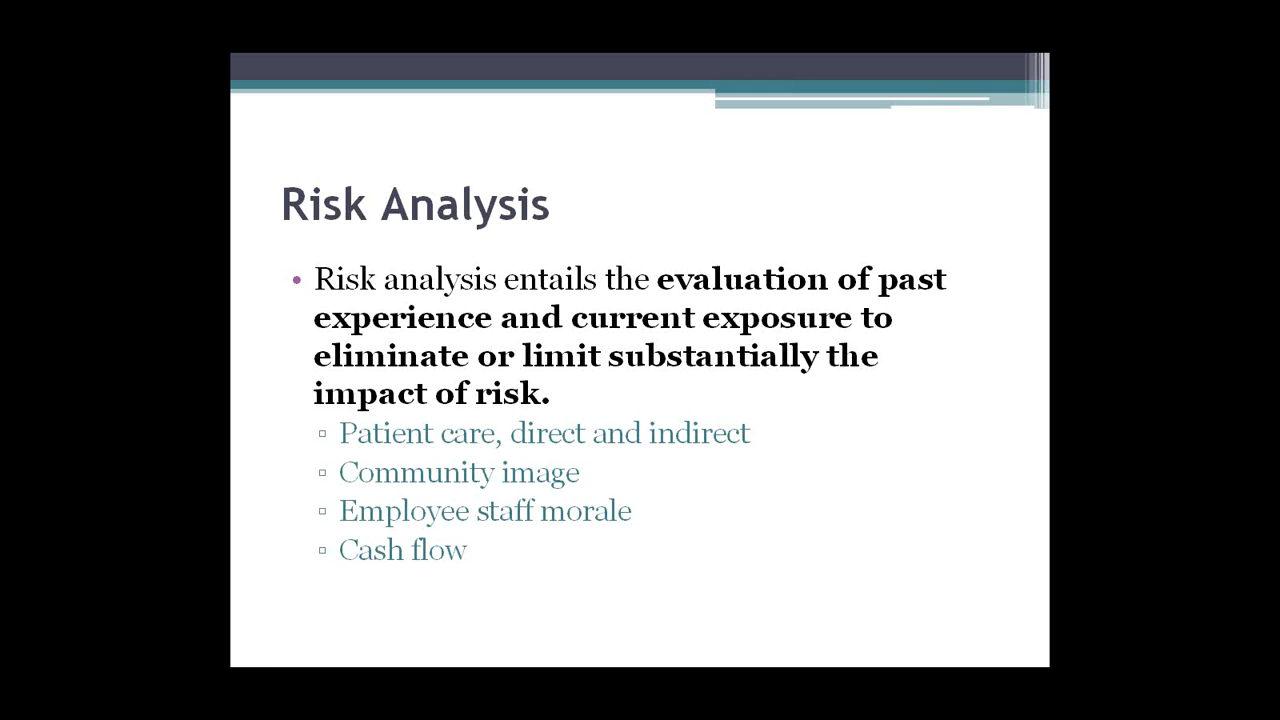 Risk Analysis
• Risk analysis entails the evaluation of past
experience and current exposure to
eliminate or limit substantially the
impact of risk.
▫ Patient care, direct and indirect
▫ Community image
▫ Employee staff morale
▫ Cash flow